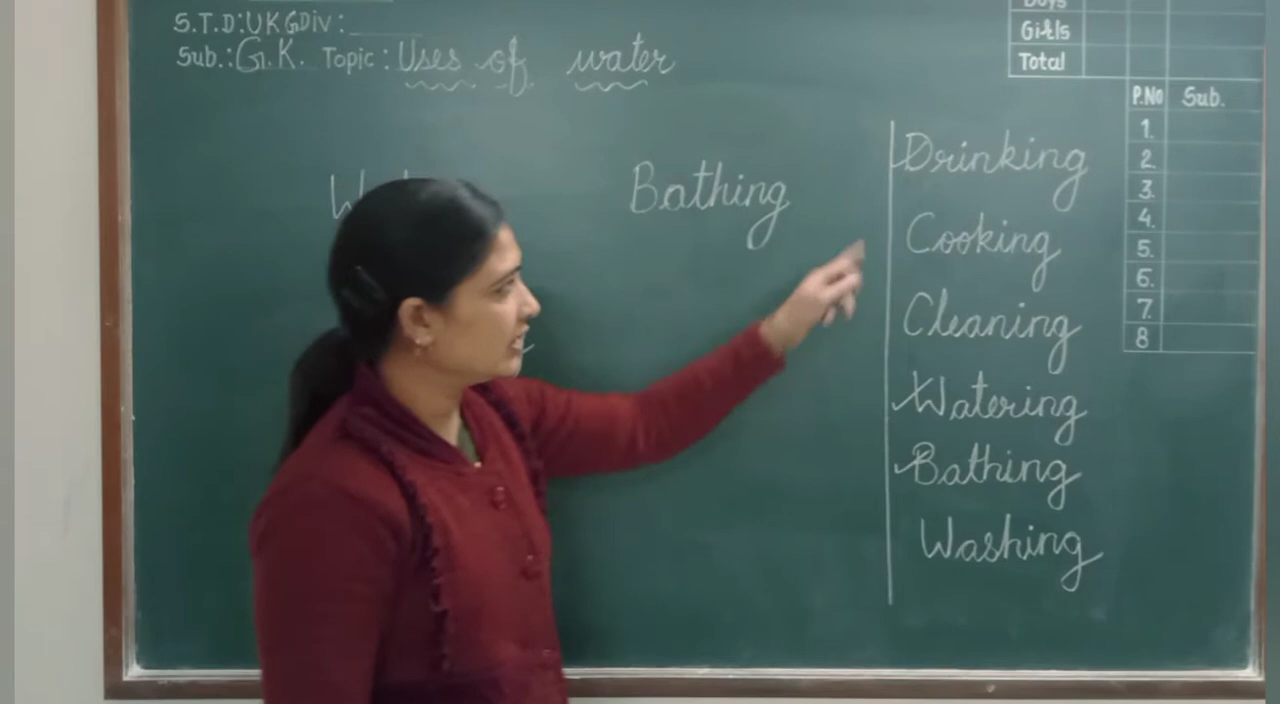 S.T.D:UKG Div:
Sub.:G.K. Topic: Uses of water
Bathing
Drinking
Cooking
Cleaning
Watering
Bathing
Washing
Boys
Girls
Total
P.No Sub.
1.
2
3.
4.
5.
6.
7.
8